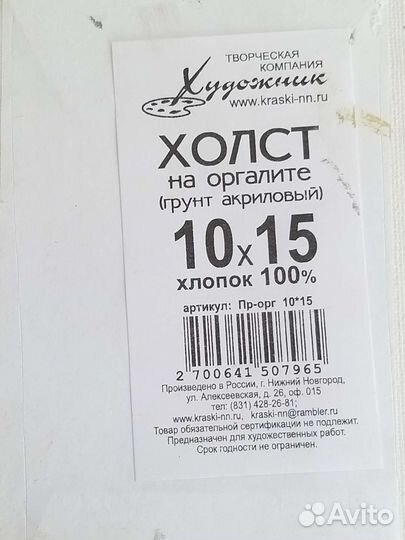 ТВОРЧЕСКАЯ
КОМПАНИЯ
Художник
www.kraski-nn.ru
ХОЛСТ
на оргалите
(грунт акриловый)
10х15
хлопок 100%
артикул: Пр-орг 10*15
2 700641 507965
Произведено в России, г. Нижний Новгород,
ул. Алексеевская, д. 26, оф. 015
тел: (831) 428-26-81;
www.kraski-nn.ru, kraski-nn@rambler.ru
Товар обязательной сертификации не подлежит.
Предназначен для художественных работ.
Срок годности не ограничен.
Avito